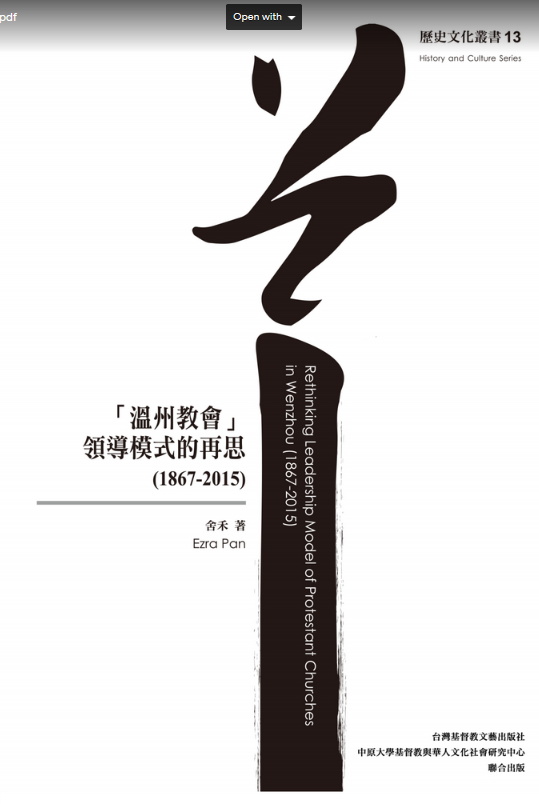 pdf
Open with
歷史文化叢書 13
History and Culture Series
「溫州教會」
領導模式的再思
(1867-2015)
舍禾 著
Ezra Pan
Rethinking Leadership Model of Protestant Churches
in Wenzhou (1867-2015)
台灣基督教文藝出版社
中原大學基督教與華人文化社會研究中心
聯合出版